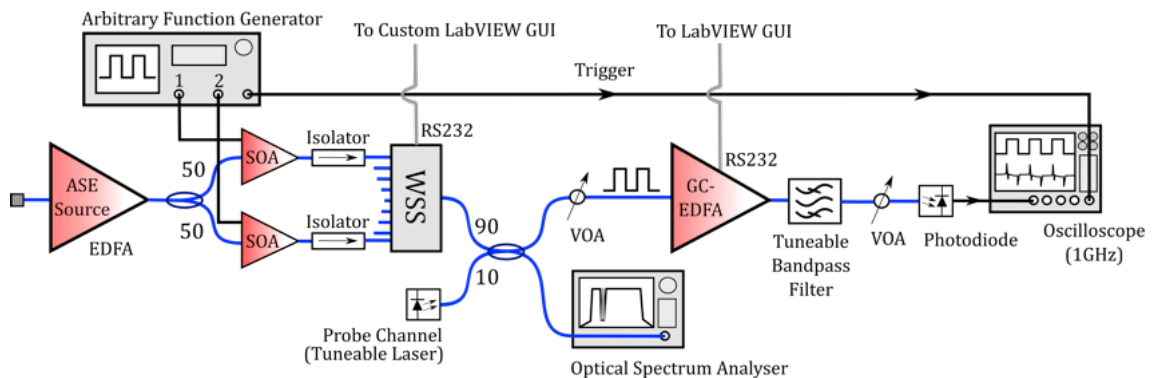 Arbitrary Function Generator
To Custom LabVIEW GUI
To LabVIEW GUI
1
2
Trigger
RS232
RS232
ASE
Source
EDFA
50
50
SOA
SOA
Isolator
Isolator
WSS
90
10
VOA
GC-
EDFA
Tuneable
Bandpass
Filter
VOA
Photodiode
Oscilloscope
(1GHz)
Probe Channel
(Tuneable Laser)
Optical Spectrum Analyser